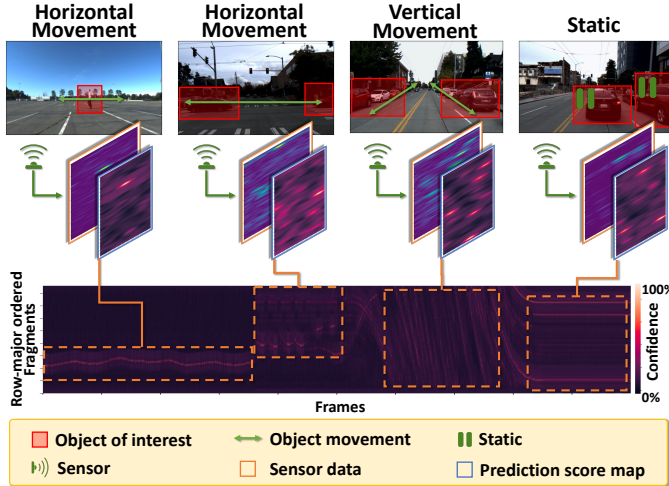 Horizontal Movement
Horizontal Movement
Vertical Movement
Static
Row-major ordered Fragments
100%
Confidence
0%
Frames
Object of interest
Object movement
Static
Sensor
Sensor data
Prediction score map